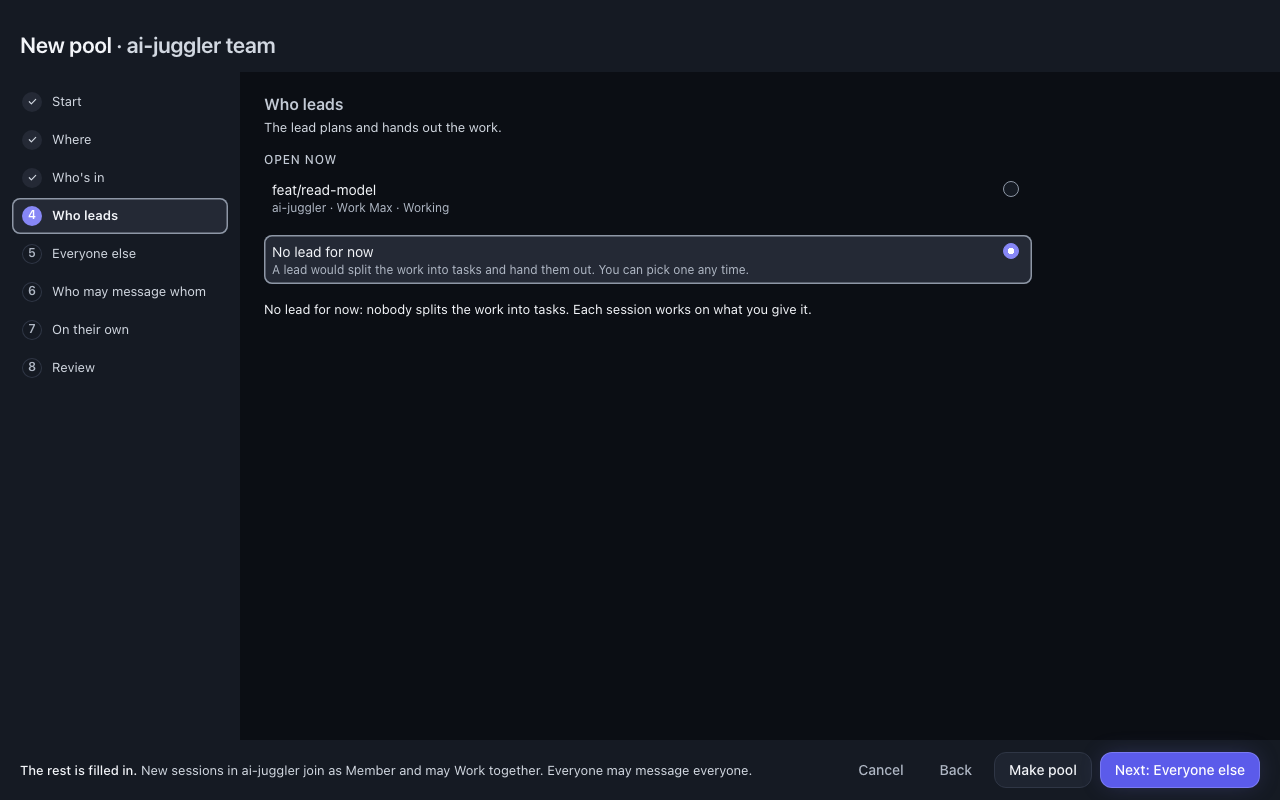 New pool · ai-juggler team
Start
Where
Who's in
4 Who leads
5 Everyone else
6 Who may message whom
7 On their own
8 Review
Who leads
The lead plans and hands out the work.
OPEN NOW
feat/read-model
ai-juggler · Work Max · Working
No lead for now
A lead would split the work into tasks and hand them out. You can pick one any time.
No lead for now: nobody splits the work into tasks. Each session works on what you give it.
The rest is filled in. New sessions in ai-juggler join as Member and may Work together. Everyone may message everyone.
Cancel
Back
Make pool
Next: Everyone else